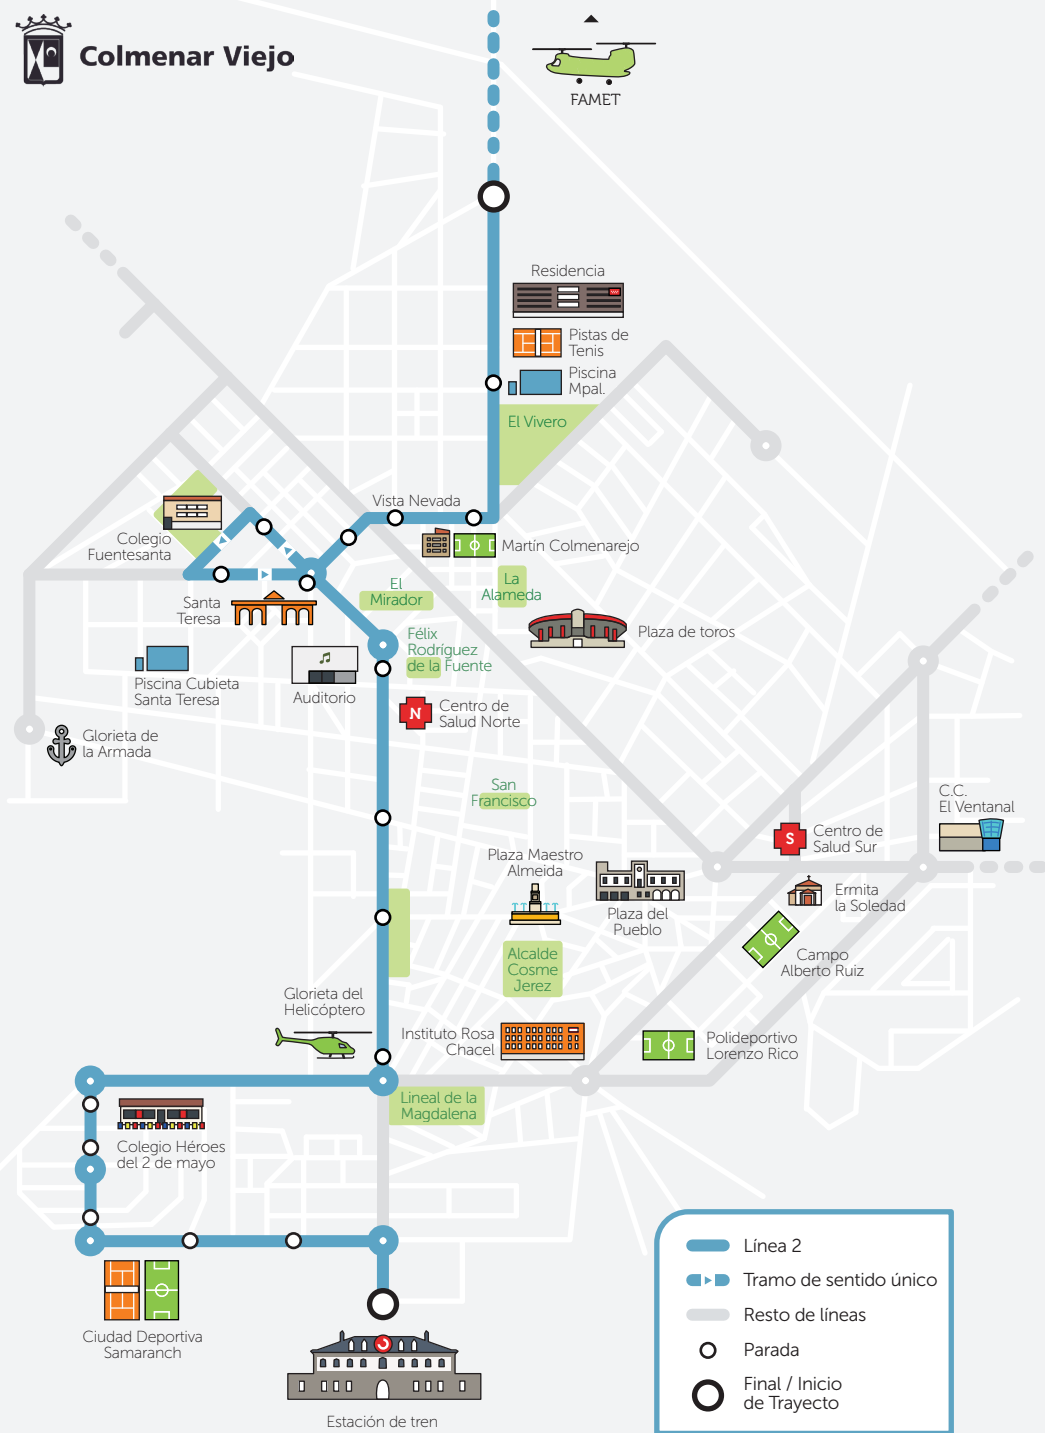 Colmenar Viejo
FAMET
Residencia
Pistas de
Tenis
Piscina
Mpal.
El Vivero
Vista Nevada
Martín Colmenarejo
Colegio
Fuentesanta
El
Mirador
La
Alameda
Santa
Teresa
Plaza de toros
Félix
Rodríguez
de la Fuente
Piscina Cubieta
Santa Teresa
Auditorio
N
Centro de
Salud Norte
Glorieta de
la Armada
San
Francisco
C.C.
El Ventanal
S
Centro de
Salud Sur
Plaza Maestro
Almeida
Ermita
la Soledad
Plaza del
Pueblo
Campo
Alberto Ruiz
Alcalde
Cosme
Jerez
Glorieta del
Helicóptero
Instituto Rosa
Chacel
Polideportivo
Lorenzo Rico
Lineal de la
Magdalena
Colegio Héroes
del 2 de mayo
Ciudad Deportiva
Samaranch
Estación de tren
Línea 2
Tramo de sentido único
Resto de líneas
Parada
Final / Inicio
de Trayecto